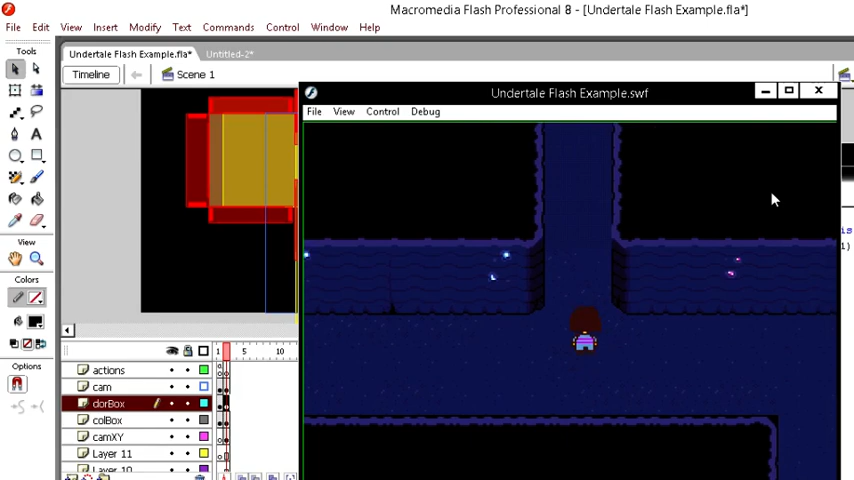 Macromedia Flash Professional 8 - [Undertale Flash Example.fla*]
File Edit View Insert Modify Text Commands Control Window Help
Tools
Undertale Flash Example.fla* Untitled-2*
Timeline Scene 1
Undertale Flash Example.swf
File View Control Debug
A
is
1)
View
Colors
Options
1 5 10
actions
cam
dorBox
colBox
camXY
Layer 11
Layer 10